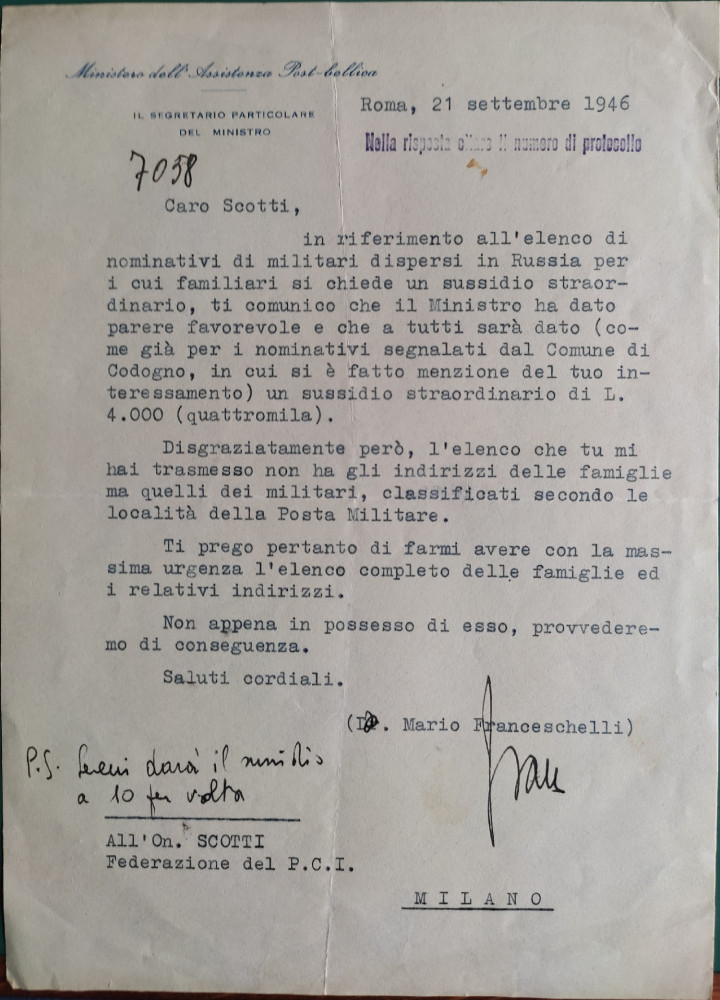 Ministero dell'Assistenza Post-bellica
IL SEGRETARIO PARTICOLARE
DEL MINISTRO
Roma, 21 settembre 1946
Nella risposta citare il numero di protocollo
7058
Caro Scotti,
in riferimento all'elenco di
nominativi di militari dispersi in Russia per
i cui familiari si chiede un sussidio straor-
dinario, ti comunico che il Ministro ha dato
parere favorevole e che a tutti sarà dato (co-
me già per i nominativi segnalati dal Comune di
Codogno, in cui si è fatto menzione del tuo in-
teressamento) un sussidio straordinario di L.
4.000 (quattromila).
Disgraziatamente però, l'elenco che tu mi
hai trasmesso non ha gli indirizzi delle famiglie
ma quelli dei militari, classificati secondo le
località della Posta Militare.
Ti prego pertanto di farmi avere con la mas-
sima urgenza l'elenco completo delle famiglie ed
i relativi indirizzi.
Non appena in possesso di esso, provvedere-
mo di conseguenza.
Saluti cordiali.
(Dr. Mario Franceschelli)
Fran
P.S. Sereni darà il sussidio
a 10 per volta
All'On. SCOTTI
Federazione del P.C.I.
MILANO